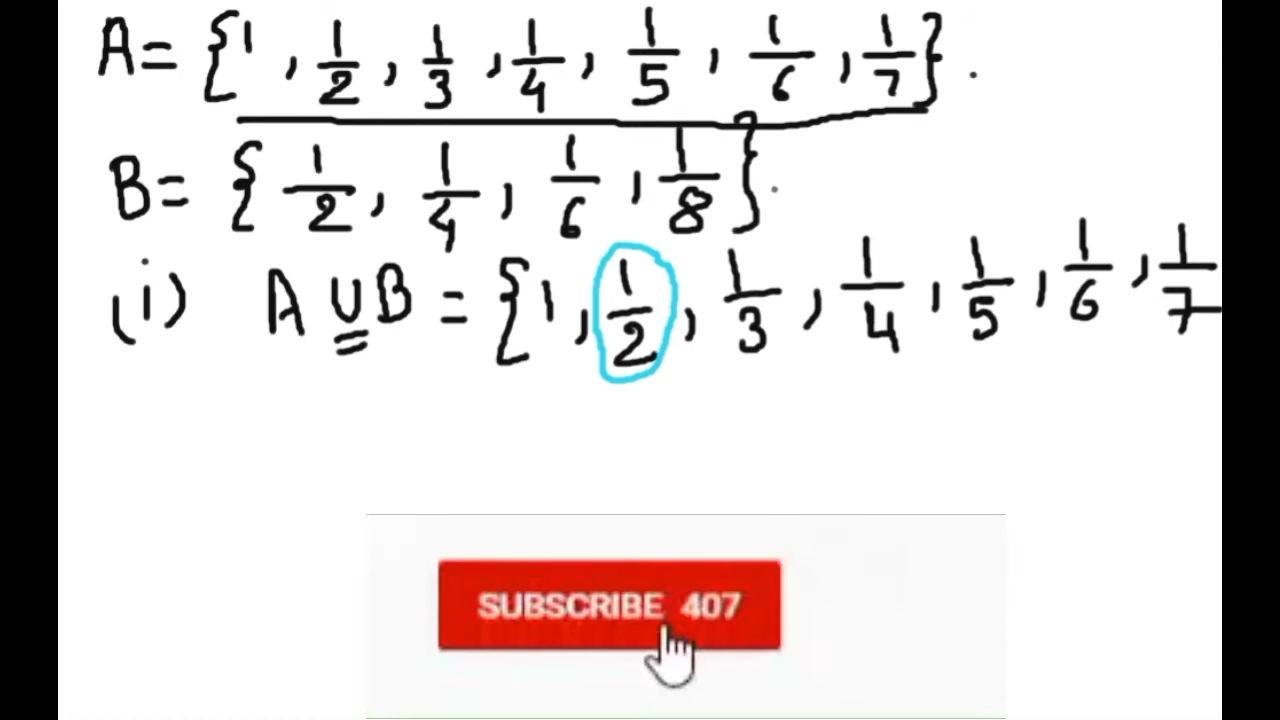 A = {1, 1/2, 1/3, 1/4, 1/5, 1/6, 1/7}.
B = {1/2, 1/4, 1/6, 1/8}.
(i) A ∪ B = {1, 1/2, 1/3, 1/4, 1/5, 1/6, 1/7
SUBSCRIBE 407